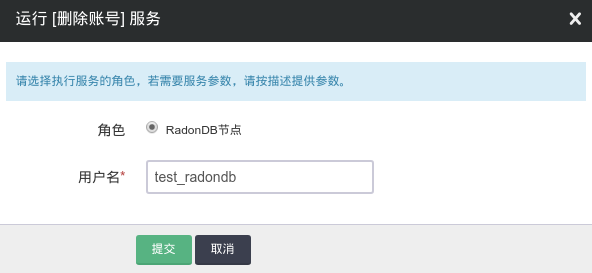 运行 [删除账号] 服务
请选择执行服务的角色，若需要服务参数，请按描述提供参数。
角色 RadonDB节点
用户名* test_radondb
提交 取消